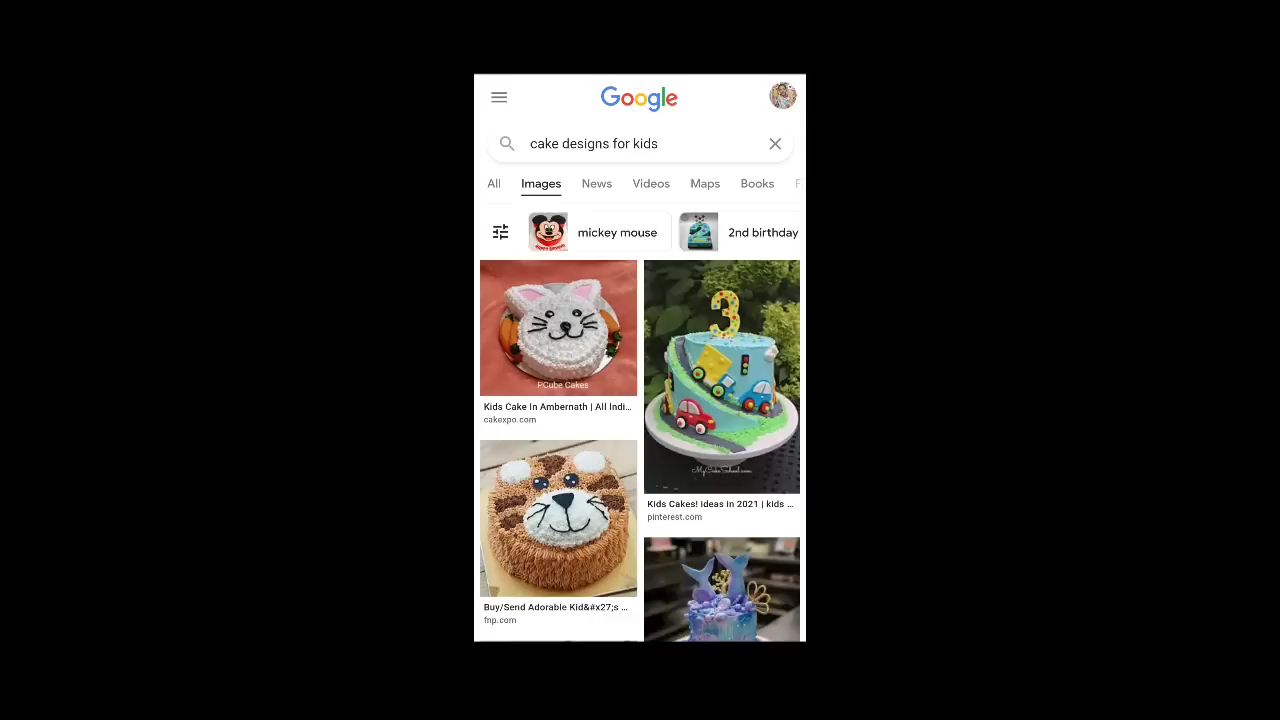 Google
cake designs for kids
All Images News Videos Maps Books F
mickey mouse
2nd birthday
PCube Cakes
Kids Cake In Ambernath | All Indi...
cakexpo.com
3
MyCakeSchool.com
Kids Cakes! ideas in 2021 | kids ...
pinterest.com
Buy/Send Adorable Kid&#x27;s ...
fnp.com